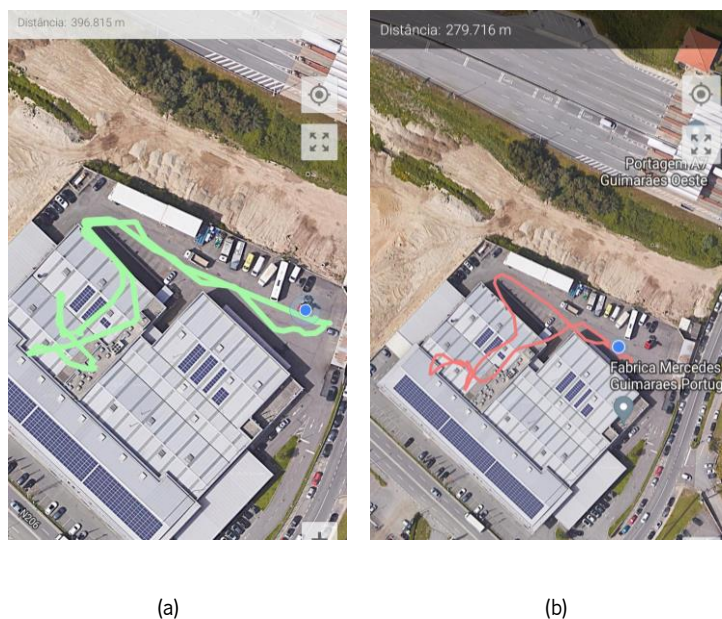 Distância: 396.815 m
Distância: 279.716 m
Portagem A7
Guimarães Oeste
Fabrica Mercedes
Guimaraes Portug
N206
(a)
(b)